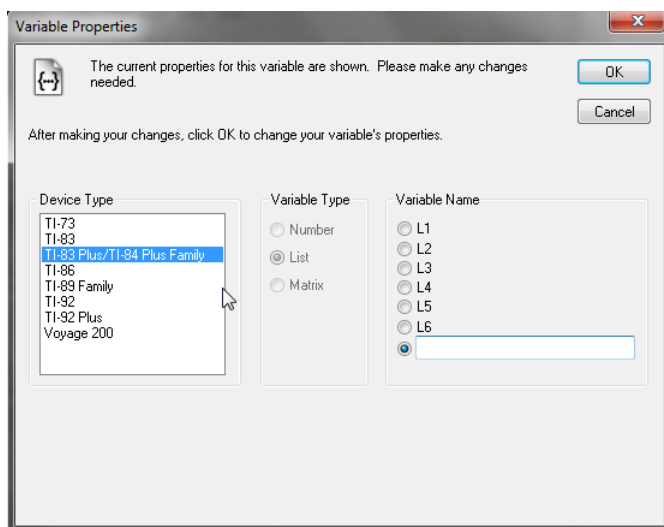 Variable Properties
The current properties for this variable are shown. Please make any changes
needed.
OK
Cancel
After making your changes, click OK to change your variable's properties.
Device Type
TI-73
TI-83
TI-83 Plus/TI-84 Plus Family
TI-86
TI-89 Family
TI-92
TI-92 Plus
Voyage 200
Variable Type
Number
List
Matrix
Variable Name
L1
L2
L3
L4
L5
L6